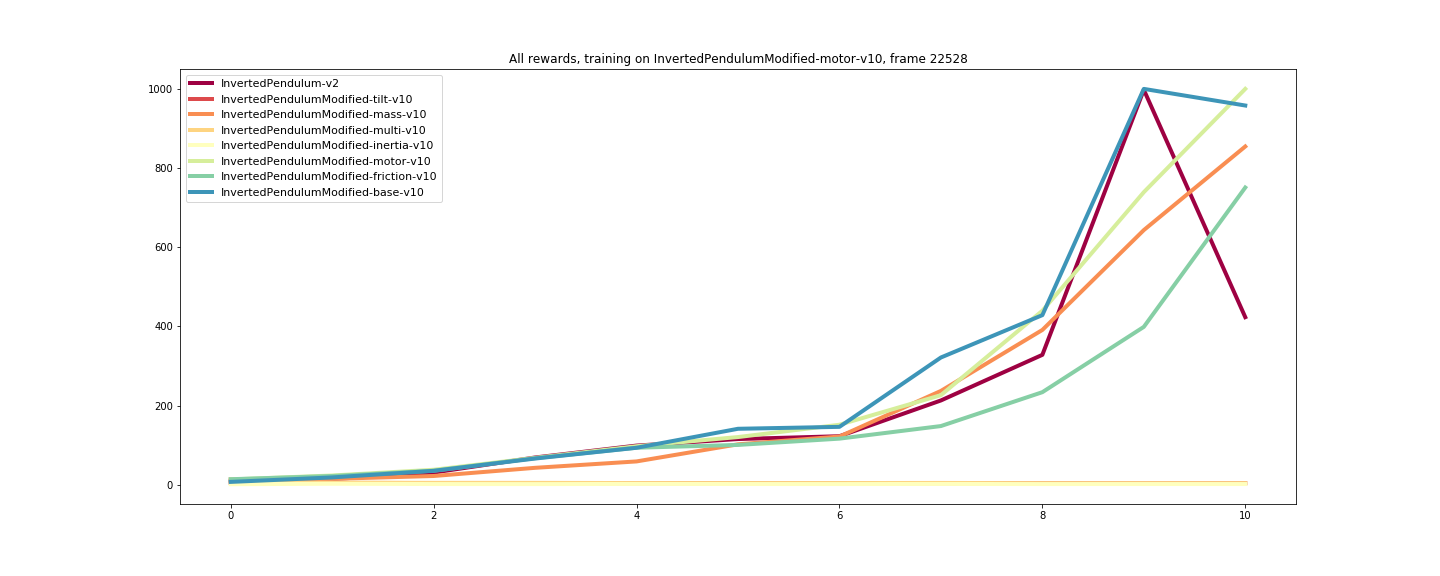 All rewards, training on InvertedPendulumModified-motor-v10, frame 22528
InvertedPendulum-v2
InvertedPendulumModified-tilt-v10
InvertedPendulumModified-mass-v10
InvertedPendulumModified-multi-v10
InvertedPendulumModified-inertia-v10
InvertedPendulumModified-motor-v10
InvertedPendulumModified-friction-v10
InvertedPendulumModified-base-v10
1000
800
600
400
200
0
0 2 4 6 8 10